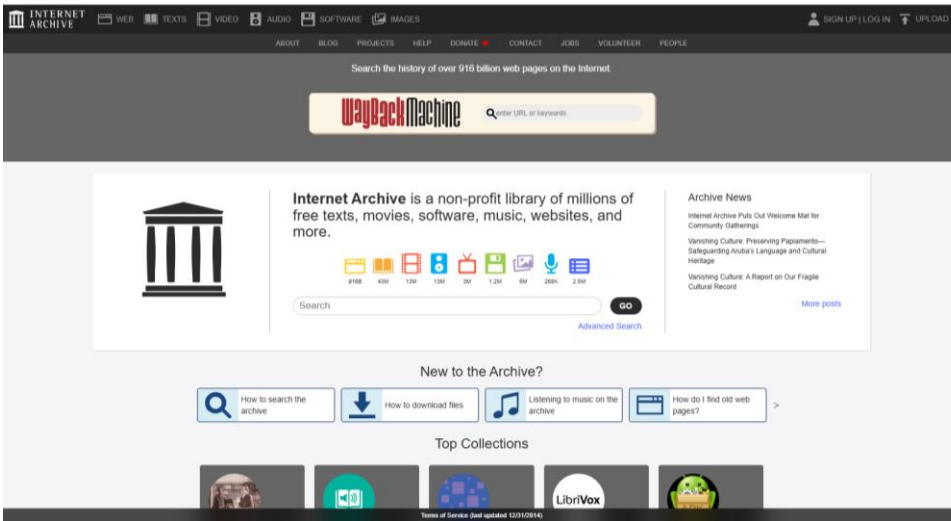 INTERNET ARCHIVE
WEB TEXTS VIDEO AUDIO SOFTWARE IMAGES
SIGN UP | LOG IN UPLOAD
ABOUT BLOG PROJECTS HELP DONATE CONTACT JOBS VOLUNTEER PEOPLE
Search the history of over 916 billion web pages on the Internet.
WayBackMachine
enter URL or keywords
Internet Archive is a non-profit library of millions of
free texts, movies, software, music, websites, and
more.
916B 43M 13M 13M 3M 1.2M 5M 268K 2.5M
Search
GO
Advanced Search
Archive News
Internet Archive Puts Out Welcome Mat for
Community Gatherings
Vanishing Culture: Preserving Papiamento—
Safeguarding Aruba's Language and Cultural
Heritage
Vanishing Culture: A Report on Our Fragile
Cultural Record
More posts
New to the Archive?
How to search the
archive
How to download files
Listening to music on the
archive
How do I find old web
pages?
>
Top Collections
LibriVox
Terms of Service (last updated 12/31/2014)